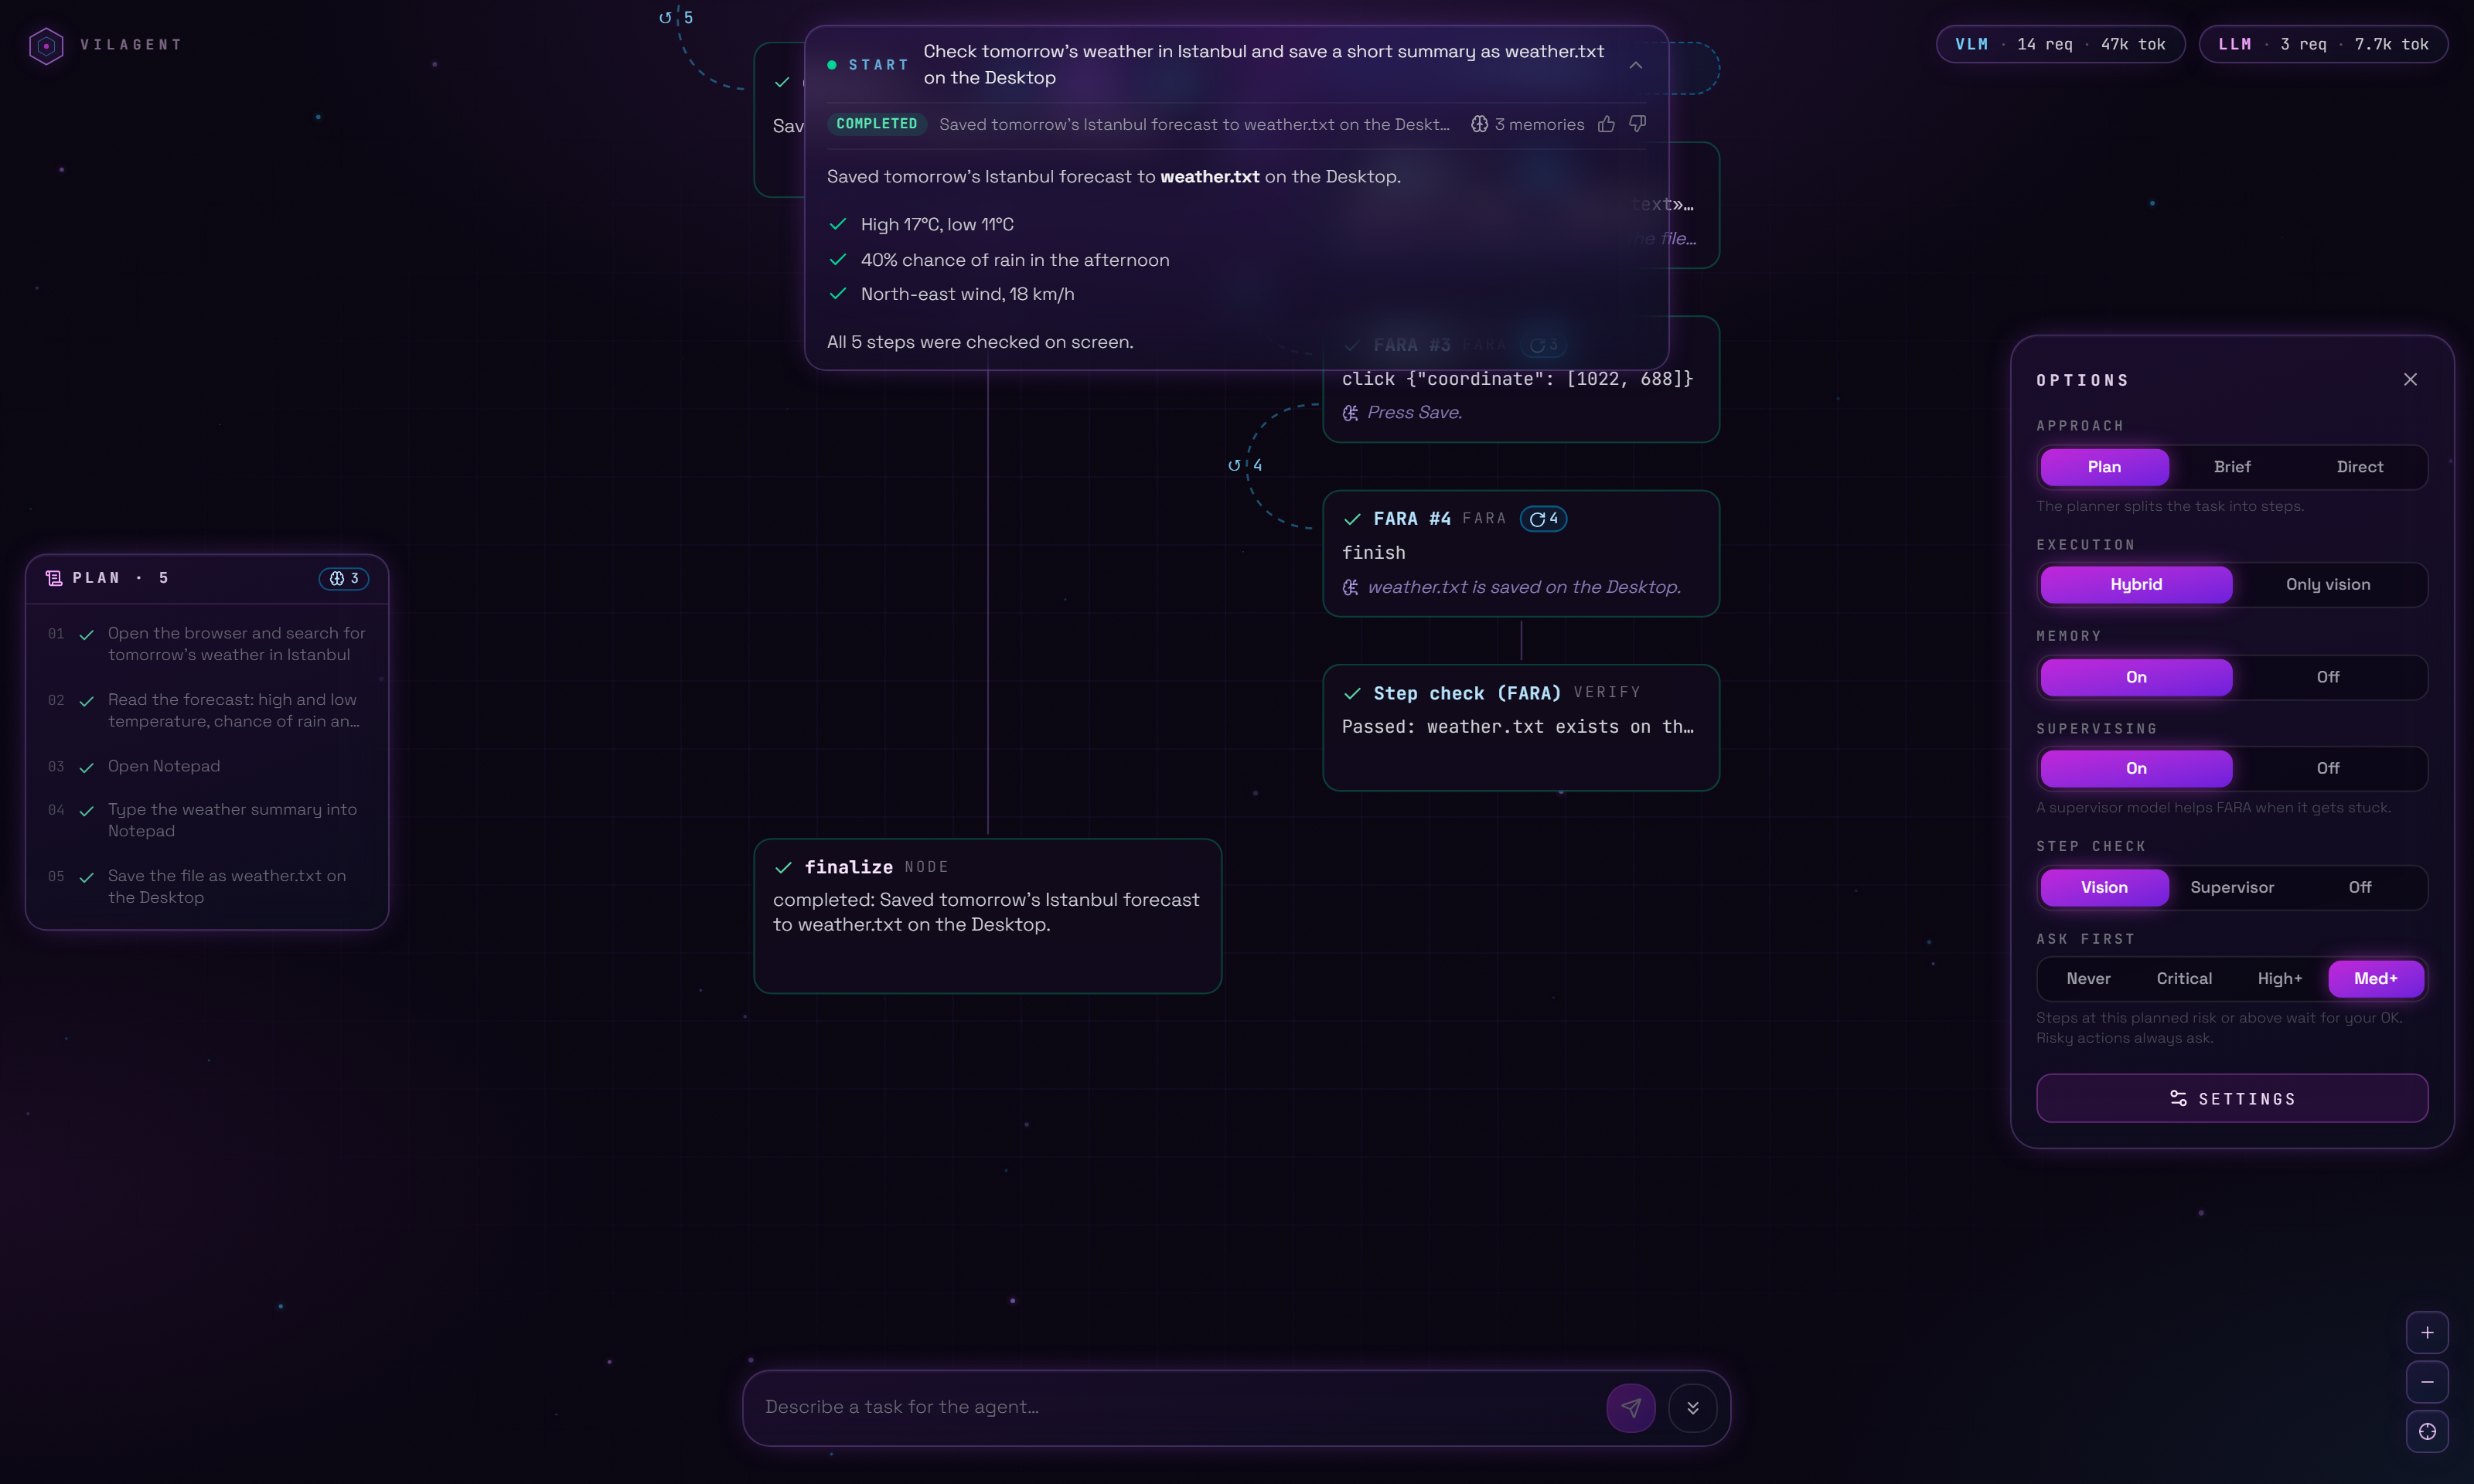 VILAGENT
↺ 5
START
Check tomorrow's weather in Istanbul and save a short summary as weather.txt
on the Desktop
COMPLETED Saved tomorrow's Istanbul forecast to weather.txt on the Deskt... 3 memories
Saved tomorrow's Istanbul forecast to weather.txt on the Desktop.
High 17°C, low 11°C
40% chance of rain in the afternoon
North-east wind, 18 km/h
All 5 steps were checked on screen.
VLM · 14 req · 47k tok
LLM · 3 req · 7.7k tok
Sav
text»...
he file...
FARA #3 FARA 3
click {"coordinate": [1022, 688]}
Press Save.
↺ 4
FARA #4 FARA 4
finish
weather.txt is saved on the Desktop.
Step check (FARA) VERIFY
Passed: weather.txt exists on th...
finalize NODE
completed: Saved tomorrow's Istanbul forecast
to weather.txt on the Desktop.
PLAN · 5 3
01 Open the browser and search for
tomorrow's weather in Istanbul
02 Read the forecast: high and low
temperature, chance of rain an...
03 Open Notepad
04 Type the weather summary into
Notepad
05 Save the file as weather.txt on
the Desktop
OPTIONS
APPROACH
Plan Brief Direct
The planner splits the task into steps.
EXECUTION
Hybrid Only vision
MEMORY
On Off
SUPERVISING
On Off
A supervisor model helps FARA when it gets stuck.
STEP CHECK
Vision Supervisor Off
ASK FIRST
Never Critical High+ Med+
Steps at this planned risk or above wait for your OK.
Risky actions always ask.
SETTINGS
Describe a task for the agent...